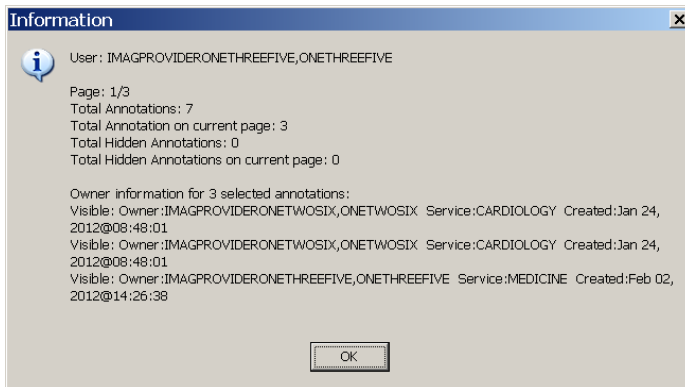 Information
User: IMAGPROVIDERONETHREEFIVE,ONETHREEFIVE
Page: 1/3
Total Annotations: 7
Total Annotation on current page: 3
Total Hidden Annotations: 0
Total Hidden Annotations on current page: 0
Owner information for 3 selected annotations:
Visible: Owner:IMAGPROVIDERONETWOSIX,ONETWOSIX Service:CARDIOLOGY Created:Jan 24,
2012@08:48:01
Visible: Owner:IMAGPROVIDERONETWOSIX,ONETWOSIX Service:CARDIOLOGY Created:Jan 24,
2012@08:48:01
Visible: Owner:IMAGPROVIDERONETHREEFIVE,ONETHREEFIVE Service:MEDICINE Created:Feb 02,
2012@14:26:38
OK